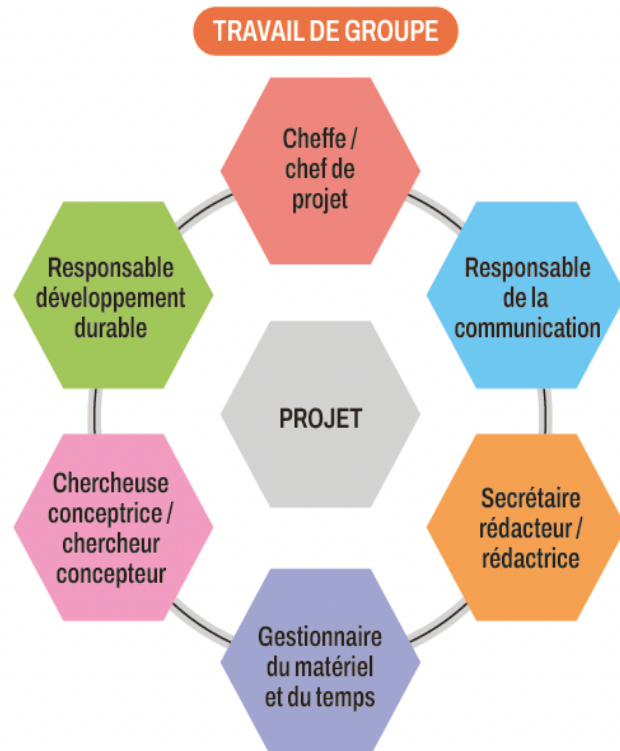 TRAVAIL DE GROUPE
Cheffe /
chef de
projet
Responsable
développement
durable
Responsable
de la
communication
PROJET
Chercheuse
conceptrice /
chercheur
concepteur
Secrétaire
rédacteur /
rédactrice
Gestionnaire
du matériel
et du temps